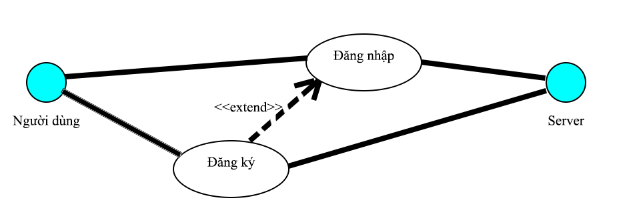 Đăng nhập
<<extend>>
Người dùng
Server
Đăng ký